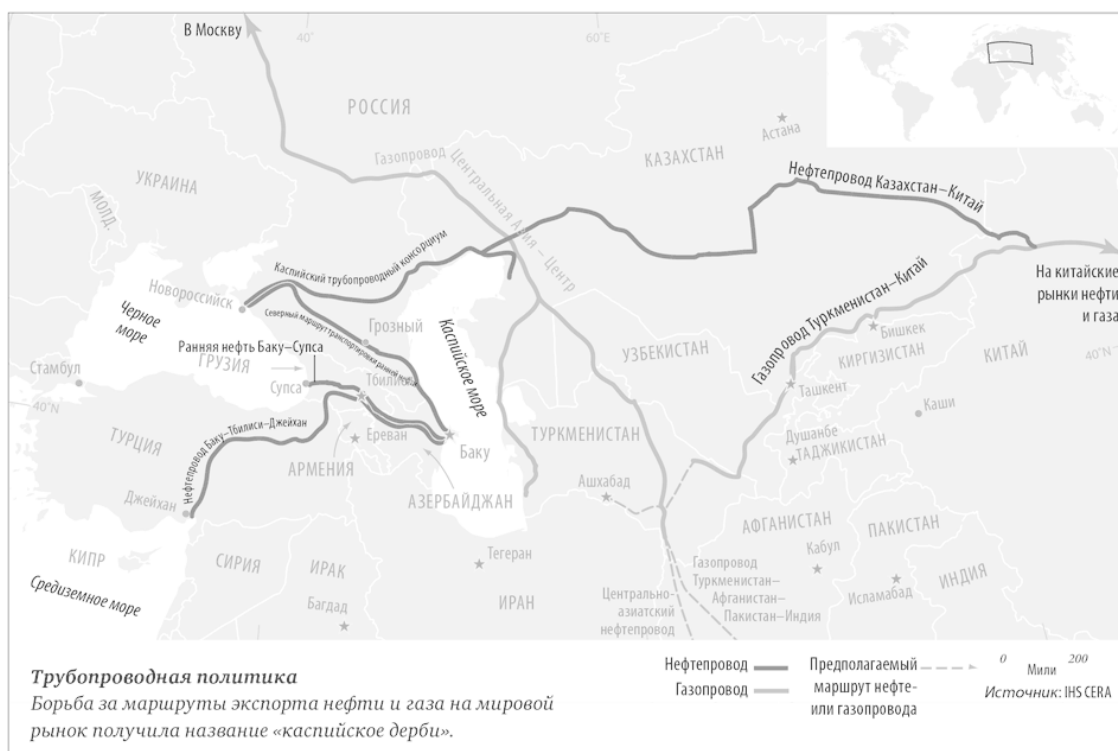 В Москву
40°
60°E
РОССИЯ
Астана
КАЗАХСТАН
Газопровод
Центральная Азия – Центр
УКРАИНА
МОЛД.
Нефтепровод Казахстан–Китай
Каспийский трубопроводный консорциум
На китайские
рынки нефти
и газа
Новороссийск
Черное
море
Северный маршрут транспортировки ранней нефти
Грозный
Каспийское море
Газопровод Туркменистан–Китай
Бишкек
КИРГИЗИСТАН
КИТАЙ
40°N
Ранняя нефть Баку–Супса
ГРУЗИЯ
УЗБЕКИСТАН
Стамбул
Супса
Тбилиси
Ташкент
Каши
40°N
Нефтепровод Баку–Тбилиси–Джейхан
ТУРЦИЯ
Ереван
Баку
ТУРКМЕНИСТАН
Душанбе
ТАДЖИКИСТАН
АРМЕНИЯ
АЗЕРБАЙДЖАН
Ашхабад
Джейхан
АФГАНИСТАН
ПАКИСТАН
КИПР
СИРИЯ
ИРАК
Тегеран
Кабул
ИНДИЯ
Средиземное море
Багдад
ИРАН
Центрально-
азиатский
нефтепровод
Газопровод
Туркменистан–
Афганистан–
Пакистан–Индия
Исламабад
Трубопроводная политика
Борьба за маршруты экспорта нефти и газа на мировой
рынок получила название «каспийское дерби».
Нефтепровод
Газопровод
Предполагаемый
маршрут нефте-
или газопровода
0 200
Мили
Источник: IHS CERA